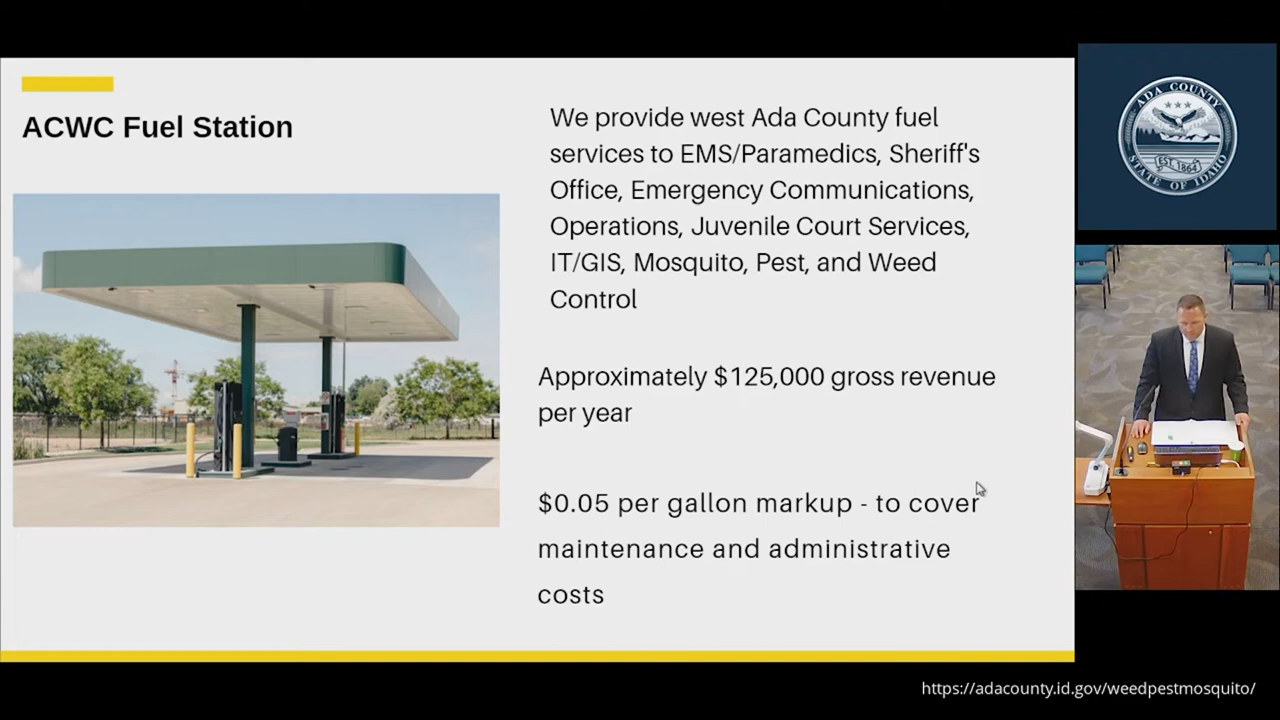 ACWC Fuel Station
We provide west Ada County fuel
services to EMS/Paramedics, Sheriff's
Office, Emergency Communications,
Operations, Juvenile Court Services,
IT/GIS, Mosquito, Pest, and Weed
Control
Approximately $125,000 gross revenue
per year
$0.05 per gallon markup - to cover
maintenance and administrative
costs
ADA COUNTY
EST. 1864
STATE OF IDAHO
https://adacounty.id.gov/weedpestmosquito/